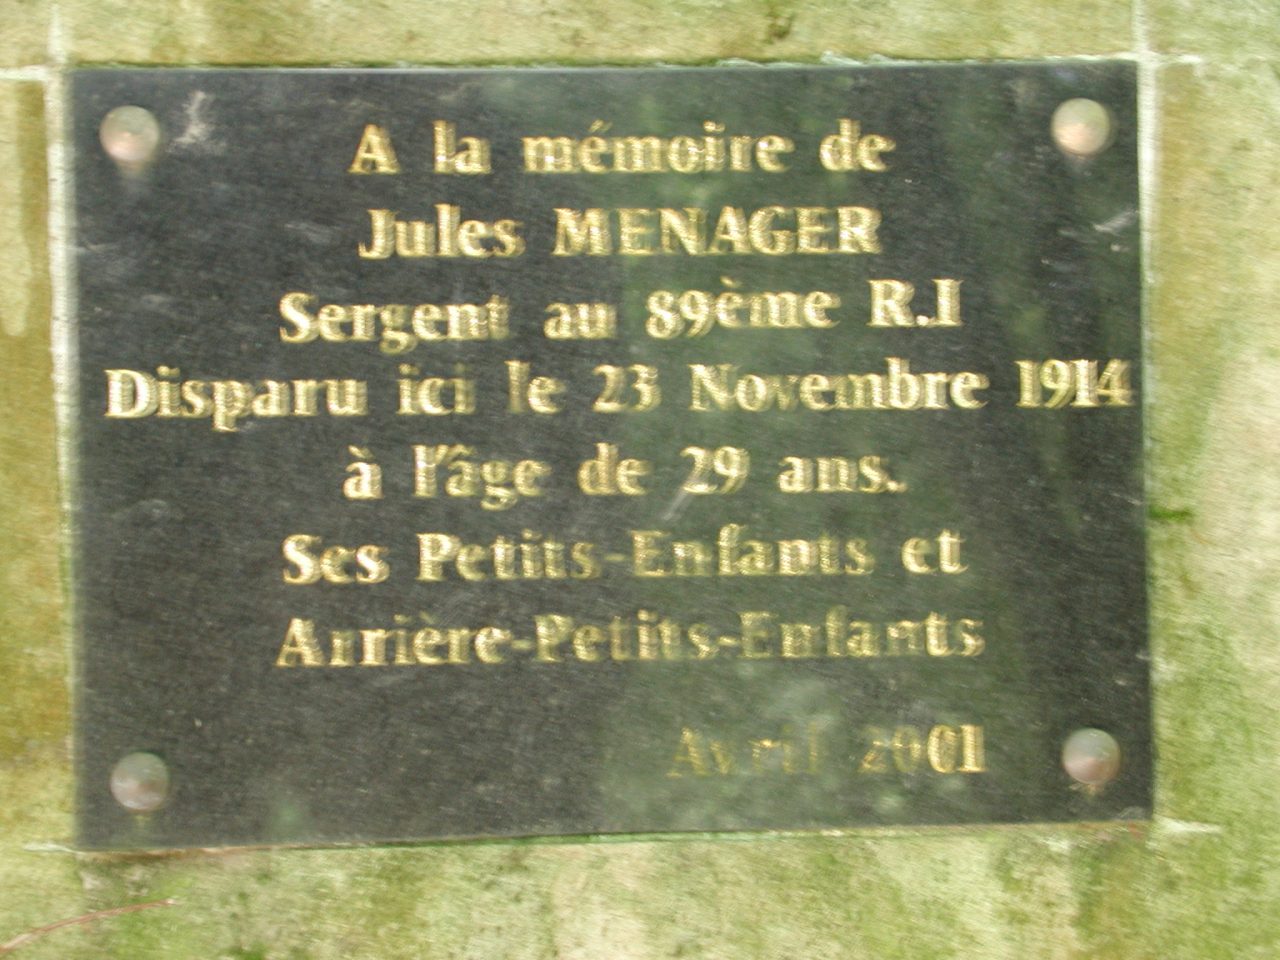 A la mémoire de
Jules MENAGER
Sergent au 89ème R.I
Disparu ici le 23 Novembre 1914
à l'âge de 29 ans.
Ses Petits-Enfants et
Arrière-Petits-Enfants
Avril 2001